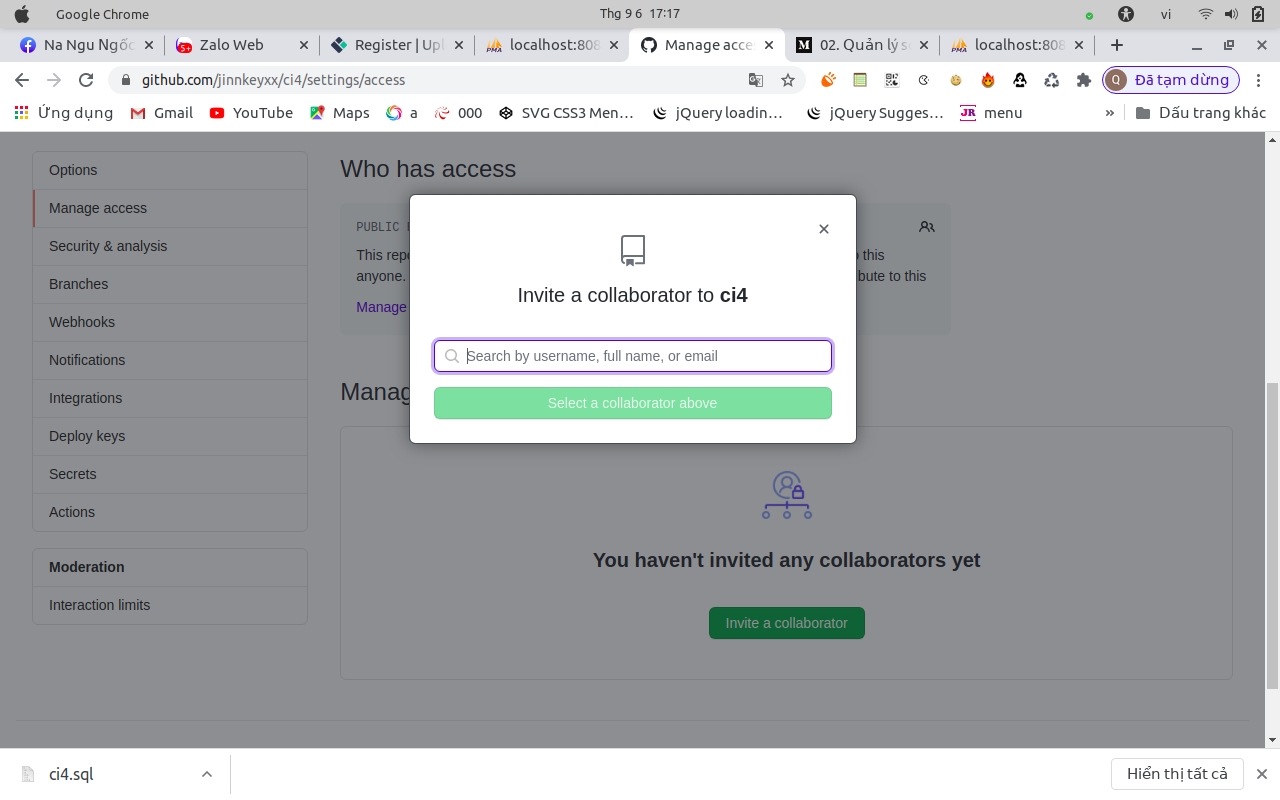 Google Chrome
Thg 9 6 17:17
vi
Na Ngu Ngốc
Zalo Web
Register | Upl
localhost:808
Manage acce
02. Quản lý s
localhost:808
github.com/jinnkeyxx/ci4/settings/access
Q Đã tạm dừng
Ứng dụng
Gmail
YouTube
Maps
a
000
SVG CSS3 Men…
jQuery loadin…
jQuery Sugges…
JR menu
»
Dấu trang khác
Options
Manage access
Security & analysis
Branches
Webhooks
Notifications
Integrations
Deploy keys
Secrets
Actions
Moderation
Interaction limits
Who has access
PUBLIC
This repo
this
anyone.
bute to this
Manage
Invite a collaborator to ci4
Search by username, full name, or email
Select a collaborator above
Manag
You haven't invited any collaborators yet
Invite a collaborator
ci4.sql
Hiển thị tất cả